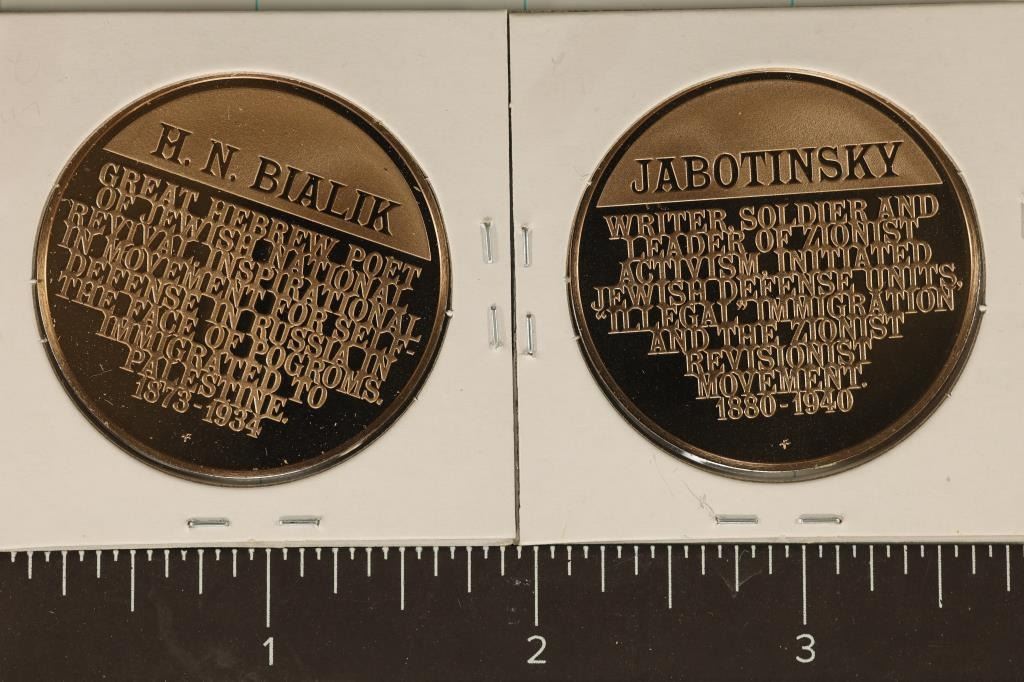 H. N. BIALIK
GREAT HEBREW POET
OF JEWISH NATIONAL
REVIVAL INSPIRATIONAL
IN MOVEMENT FOR SELF-
DEFENSE IN RUSSIA IN
THE FACE OF POGROMS.
IMMIGRATED TO
PALESTINE.
1873-1934
JABOTINSKY
WRITER, SOLDIER AND
LEADER OF ZIONIST
ACTIVISM. INITIATED
JEWISH DEFENSE UNITS,
"ILLEGAL" IMMIGRATION
AND THE ZIONIST
REVISIONIST
MOVEMENT.
1880-1940
1 2 3